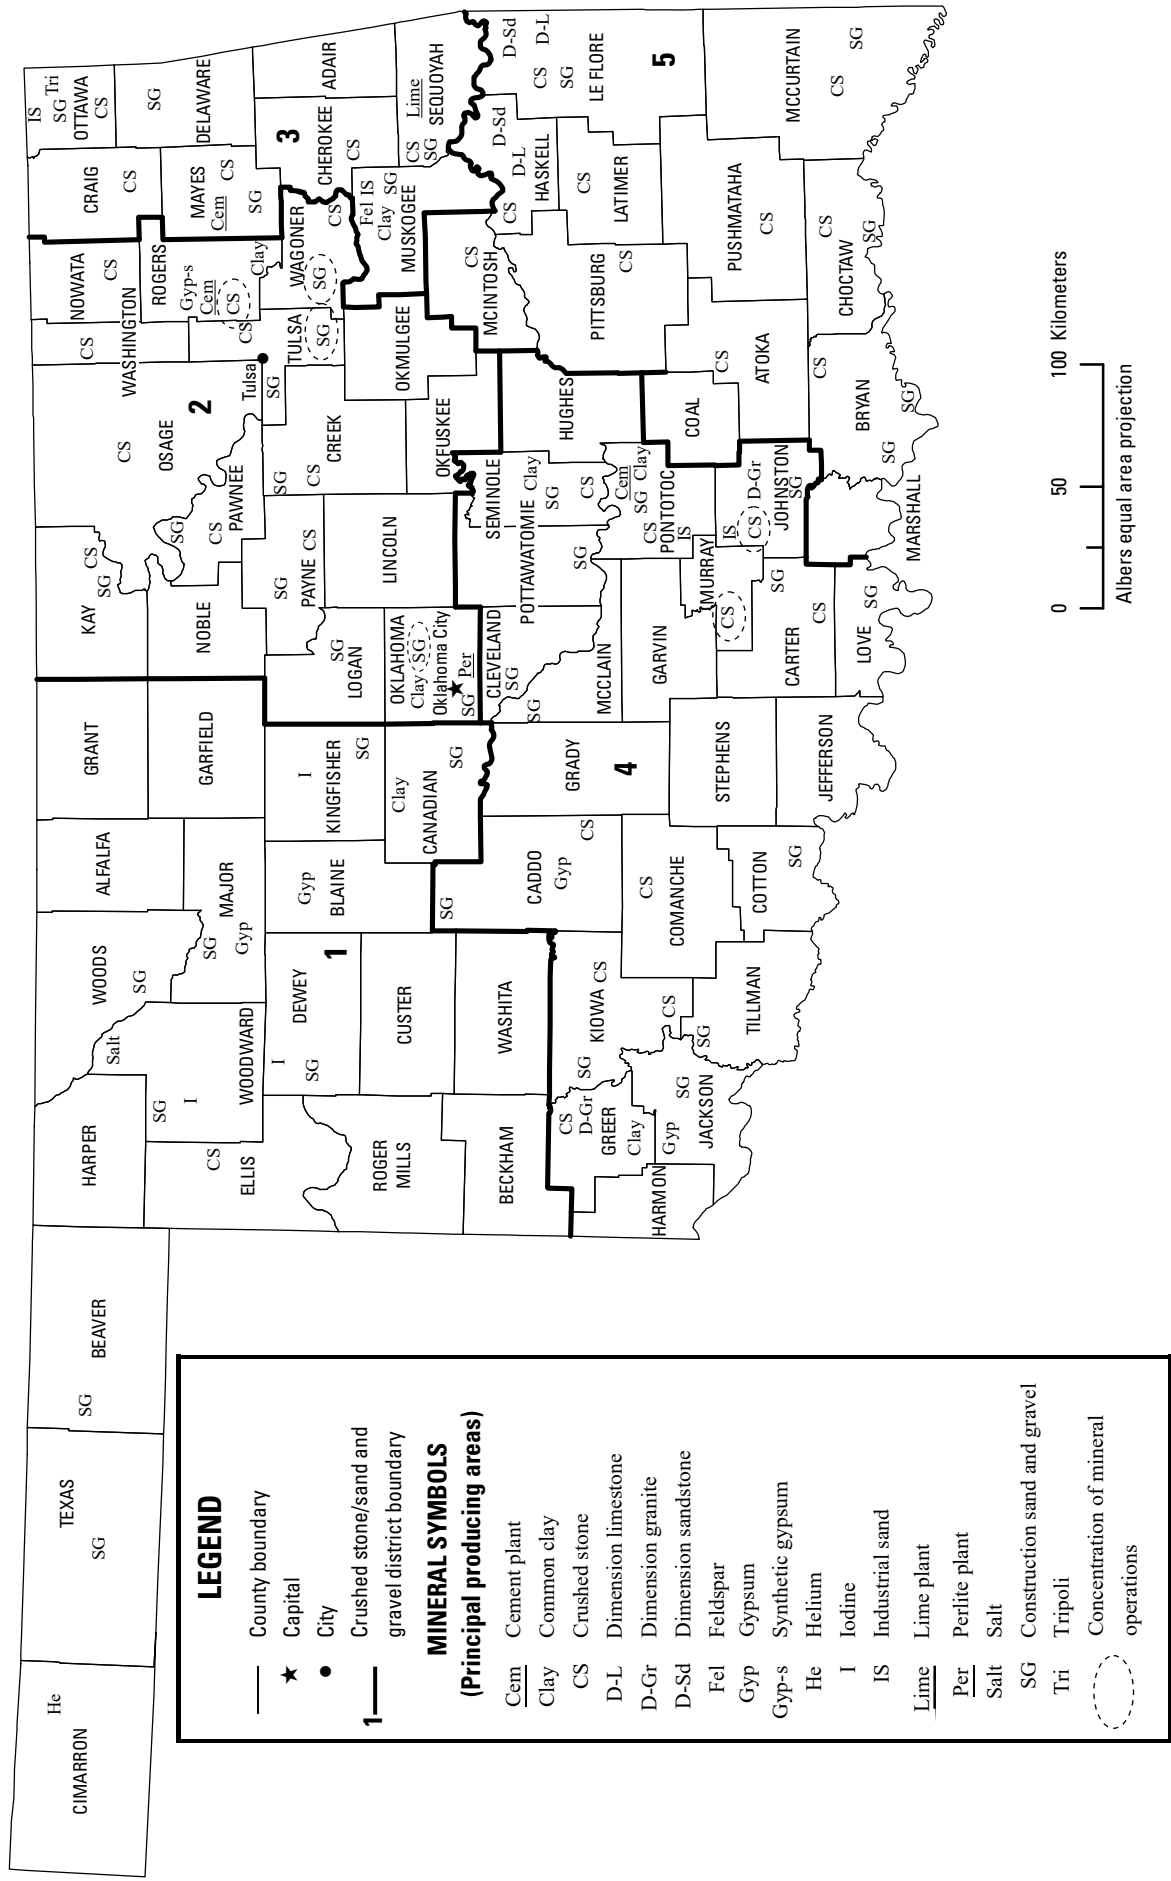 CIMARRON
He
TEXAS
SG
BEAVER
SG
HARPER
ELLIS
CS
WOODWARD
SG
I
Salt
WOODS
SG
ALFALFA
GRANT
MAJOR
SG
Gyp
GARFIELD
KAY
SG
CS
NOBLE
OSAGE
CS
2
PAWNEE
SG
CS
WASHINGTON
CS
NOWATA
CS
CRAIG
CS
OTTAWA
IS
SG Tri
CS
ROGERS
Gyp-s
Cem
CS
Clay
MAYES
Cem
CS
SG
DELAWARE
SG
ROGER
MILLS
DEWEY
I
SG
1
CUSTER
BLAINE
Gyp
KINGFISHER
I
SG
CANADIAN
Clay
SG
LOGAN
SG
PAYNE CS
SG
LINCOLN
OKLAHOMA
Clay SG
Oklahoma City
SG
Per
CREEK
SG
CS
Tulsa
SG
TULSA
CS
SG
WAGONER
SG
CS
CHEROKEE
3
CS
ADAIR
SEQUOYAH
Lime
CS
SG
MUSKOGEE
Fel IS
Clay SG
OKMULGEE
OKFUSKEE
BECKHAM
WASHITA
CADDO
SG
Gyp
CS
GRADY
4
CLEVELAND
SG
MCCLAIN
SG
POTTAWATOMIE
SG
SEMINOLE
Clay
SG
CS
HUGHES
MCINTOSH
CS
HASKELL
CS
D-L
D-Sd
LE FLORE
D-Sd
D-L
CS
SG
5
LATIMER
CS
PITTSBURG
CS
HARMON
GREER
CS
D-Gr
Clay
KIOWA CS
SG
CS
JACKSON
Gyp
SG
TILLMAN
SG
COMANCHE
CS
COTTON
SG
STEPHENS
JEFFERSON
GARVIN
MURRAY
CS
PONTOTOC
CS
IS
Cem
SG Clay
JOHNSTON
IS
CS
D-Gr
SG
CARTER
SG
CS
LOVE
SG
MARSHALL
COAL
ATOKA
CS
BRYAN
CS
SG
SG
PUSHMATAHA
CS
CHOCTAW
CS
SG
MCCURTAIN
CS
SG
LEGEND
County boundary
Capital
City
1 Crushed stone/sand and
gravel district boundary
MINERAL SYMBOLS
(Principal producing areas)
Cem Cement plant
Clay Common clay
CS Crushed stone
D-L Dimension limestone
D-Gr Dimension granite
D-Sd Dimension sandstone
Fel Feldspar
Gyp Gypsum
Gyp-s Synthetic gypsum
He Helium
I Iodine
IS Industrial sand
Lime Lime plant
Per Perlite plant
Salt Salt
SG Construction sand and gravel
Tri Tripoli
Concentration of mineral
operations
0 50 100 Kilometers
Albers equal area projection